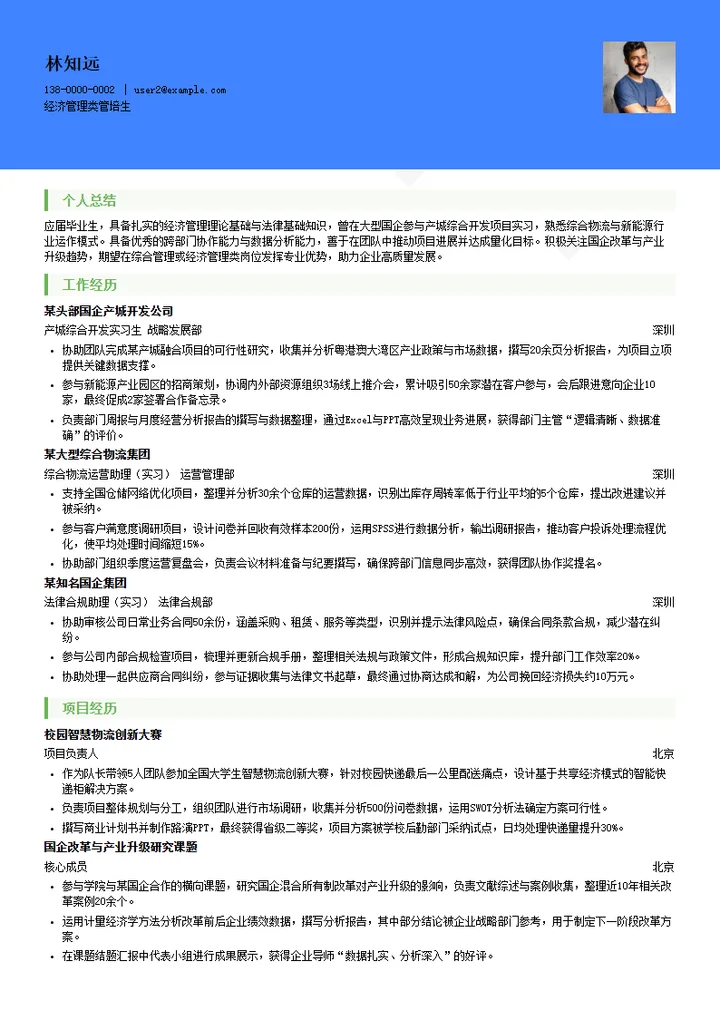 林知远
138-0000-0002 | user2@example.com
经济管理类管培生
个人总结
应届毕业生，具备扎实的经济管理理论基础与法律基础知识，曾在大型国企参与产城综合开发项目实习，熟悉综合物流与新能源行
业运作模式。具备优秀的跨部门协作能力与数据分析能力，善于在团队中推动项目进展并达成量化目标。积极关注国企改革与产业
升级趋势，期望在综合管理或经济管理类岗位发挥专业优势，助力企业高质量发展。
工作经历
某头部国企产城开发公司
产城综合开发实习生 战略发展部 深圳
• 协助团队完成某产城融合项目的可行性研究，收集并分析粤港澳大湾区产业政策与市场数据，撰写20余页分析报告，为项目立项
提供关键数据支撑。
• 参与新能源产业园区的招商策划，协调内外部资源组织3场线上推介会，累计吸引50余家潜在客户参与，会后跟进意向企业10
家，最终促成2家签署合作备忘录。
• 负责部门周报与月度经营分析报告的撰写与数据整理，通过Excel与PPT高效呈现业务进展，获得部门主管“逻辑清晰、数据准
确”的评价。
某大型综合物流集团
综合物流运营助理（实习） 运营管理部 深圳
• 支持全国仓储网络优化项目，整理并分析30余个仓库的运营数据，识别出库存周转率低于行业平均的5个仓库，提出改进建议并
被采纳。
• 参与客户满意度调研项目，设计问卷并回收有效样本200份，运用SPSS进行数据分析，输出调研报告，推动客户投诉处理流程优
化，使平均处理时间缩短15%。
• 协助部门组织季度运营复盘会，负责会议材料准备与纪要撰写，确保跨部门信息同步高效，获得团队协作奖提名。
某知名国企集团
法律合规助理（实习） 法律合规部 深圳
• 协助审核公司日常业务合同50余份，涵盖采购、租赁、服务等类型，识别并提示法律风险点，确保合同条款合规，减少潜在纠
纷。
• 参与公司内部合规检查项目，梳理并更新合规手册，整理相关法规与政策文件，形成合规知识库，提升部门工作效率20%。
• 协助处理一起供应商合同纠纷，参与证据收集与法律文书起草，最终通过协商达成和解，为公司挽回经济损失约10万元。
项目经历
校园智慧物流创新大赛
项目负责人 北京
• 作为队长带领5人团队参加全国大学生智慧物流创新大赛，针对校园快递最后一公里配送痛点，设计基于共享经济模式的智能快
递柜解决方案。
• 负责项目整体规划与分工，组织团队进行市场调研，收集并分析500份问卷数据，运用SWOT分析法确定方案可行性。
• 撰写商业计划书并制作路演PPT，最终获得省级二等奖，项目方案被学校后勤部门采纳试点，日均处理快递量提升30%。
国企改革与产业升级研究课题
核心成员 北京
• 参与学院与某国企合作的横向课题，研究国企混合所有制改革对产业升级的影响，负责文献综述与案例收集，整理近10年相关改
革案例20余个。
• 运用计量经济学方法分析改革前后企业绩效数据，撰写分析报告，其中部分结论被企业战略部门参考，用于制定下一阶段改革方
案。
• 在课题结题汇报中代表小组进行成果展示，获得企业导师“数据扎实、分析深入”的好评。